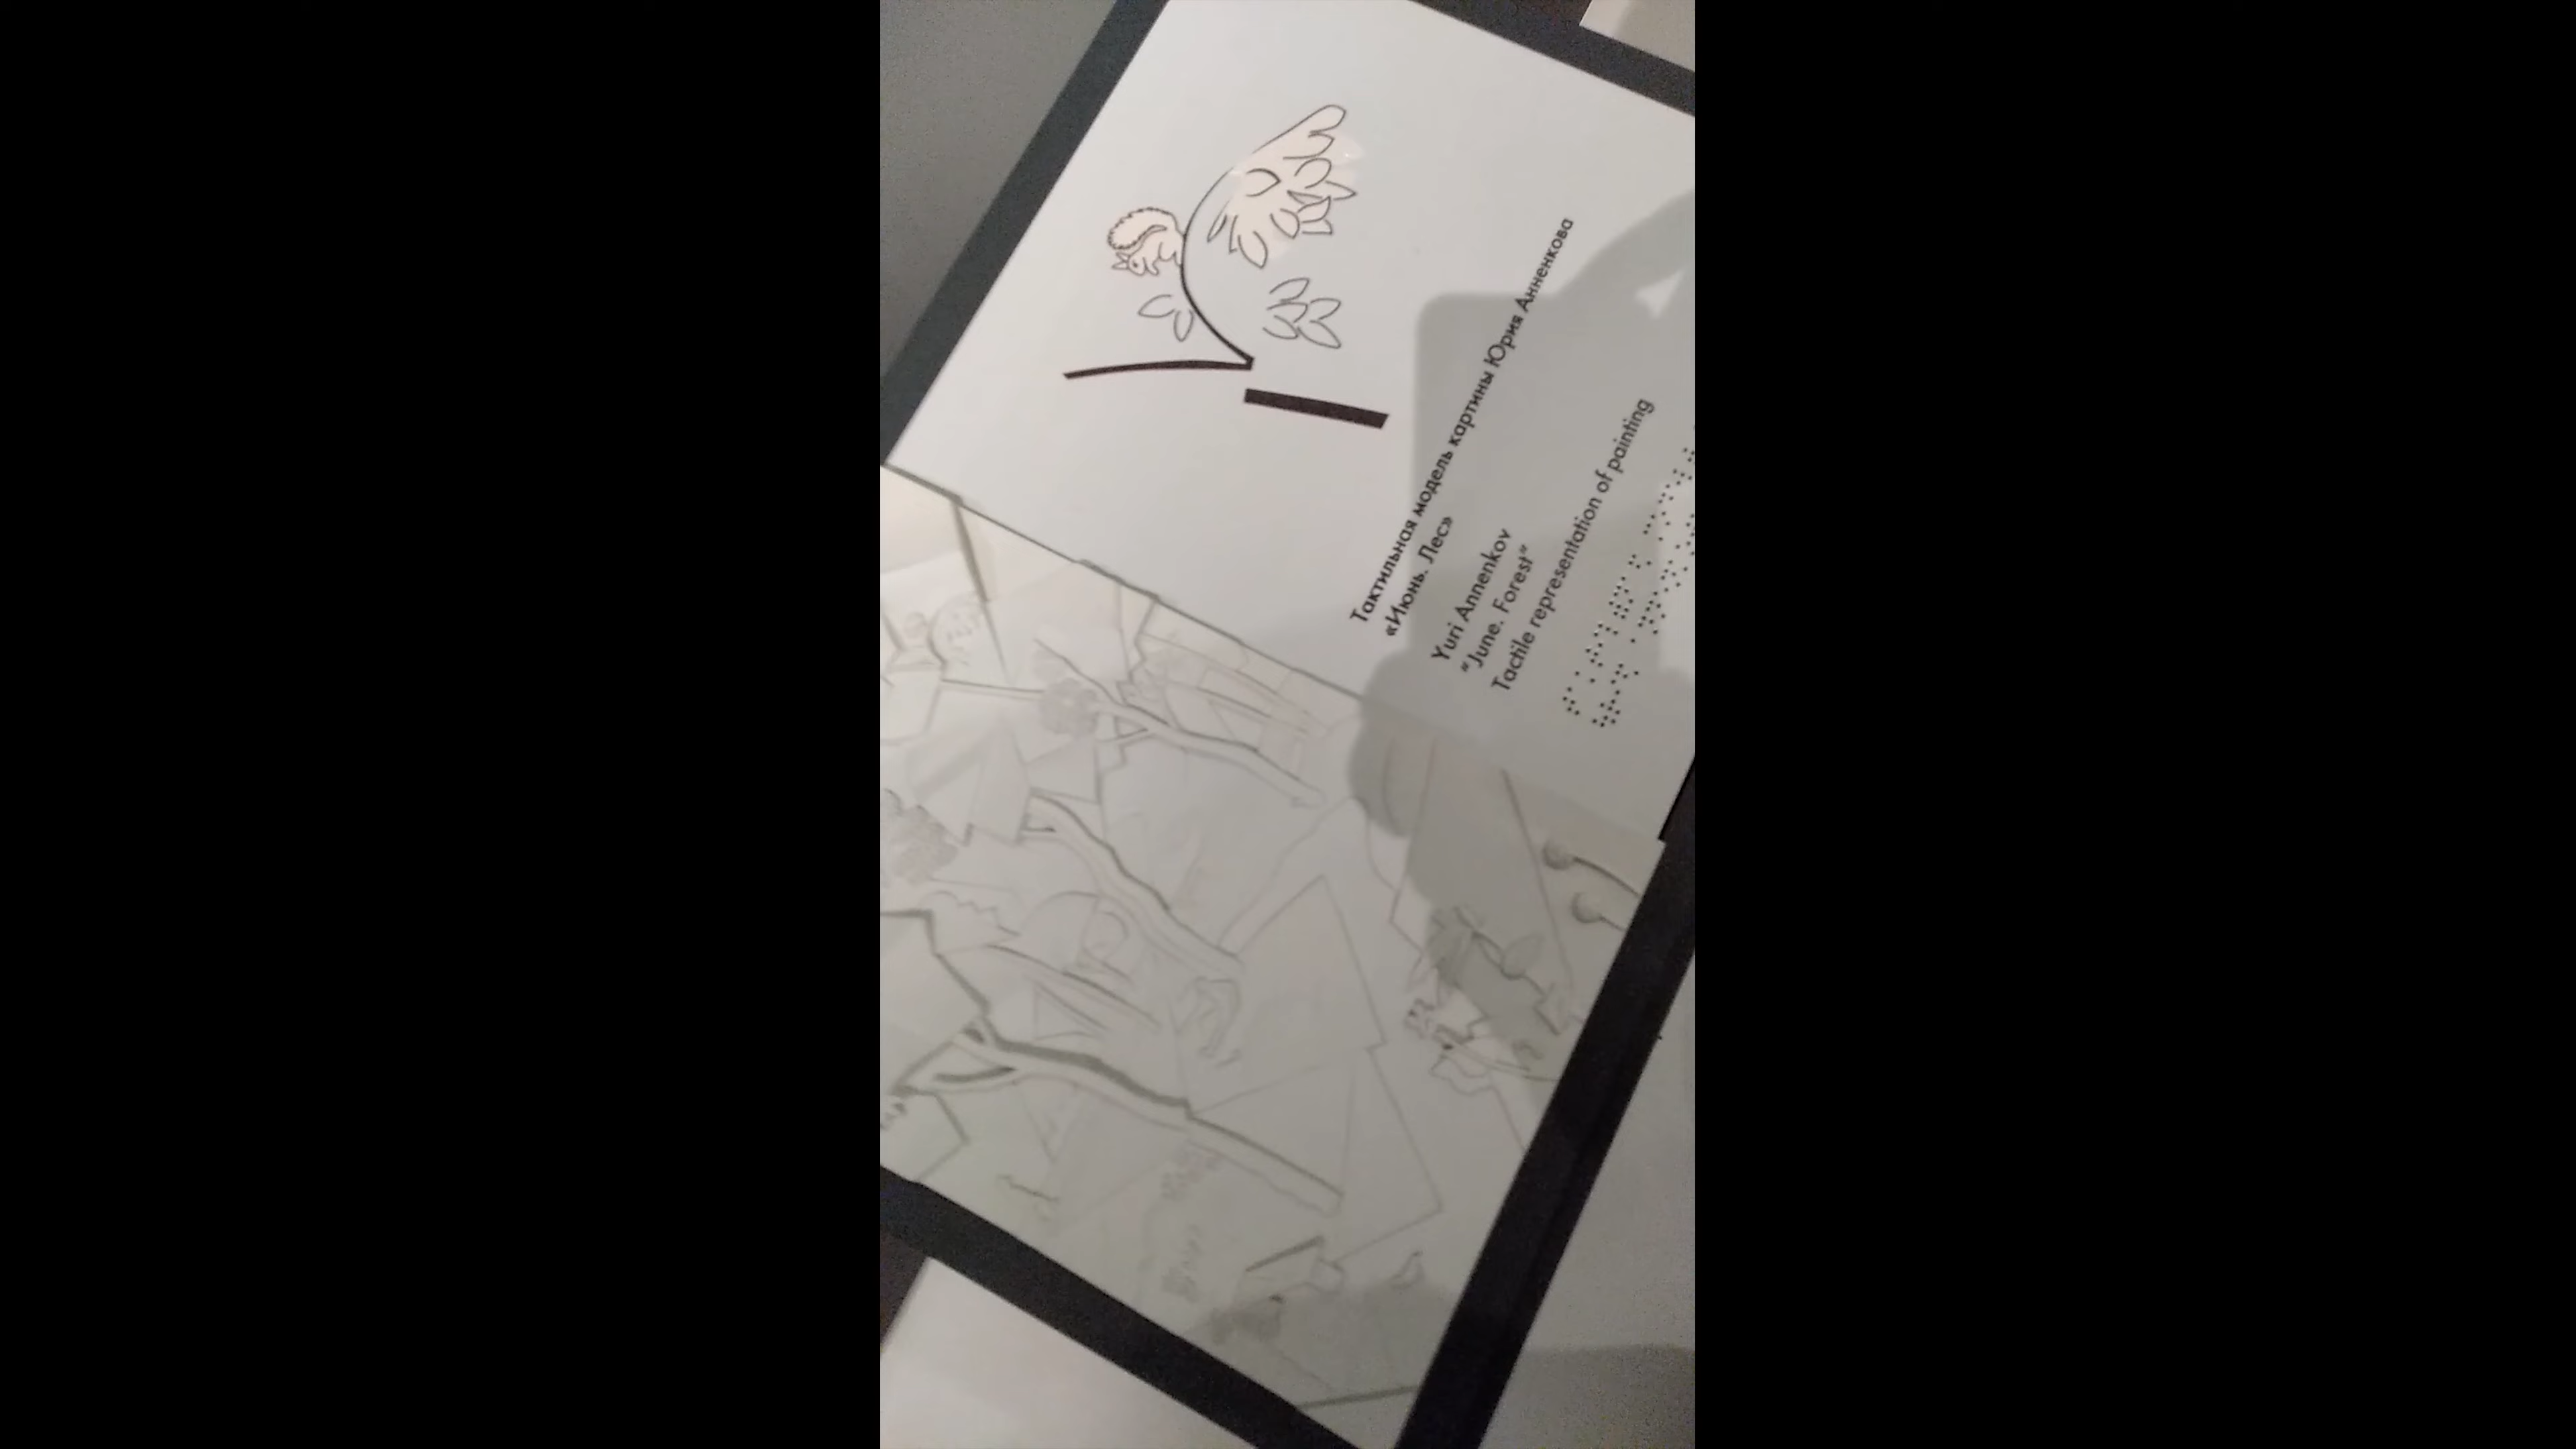 Тактильная модель картины Юрия Анненкова
«Июнь. Лес»
Yuri Annenkov
“June. Forest”
Tactile representation of painting